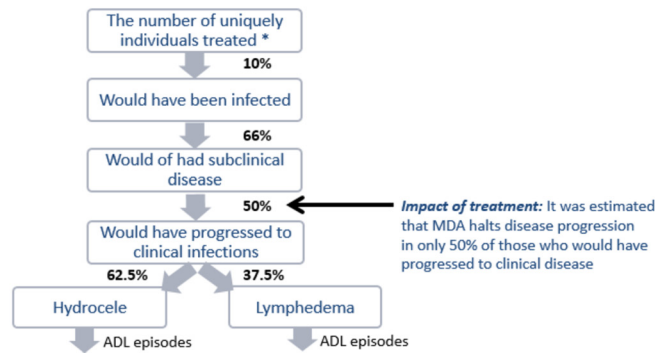 The number of uniquely
individuals treated *
10%
Would have been infected
66%
Would of had subclinical
disease
50%
Impact of treatment: It was estimated
that MDA halts disease progression
in only 50% of those who would have
progressed to clinical disease
Would have progressed to
clinical infections
62.5%
37.5%
Hydrocele
Lymphedema
ADL episodes
ADL episodes